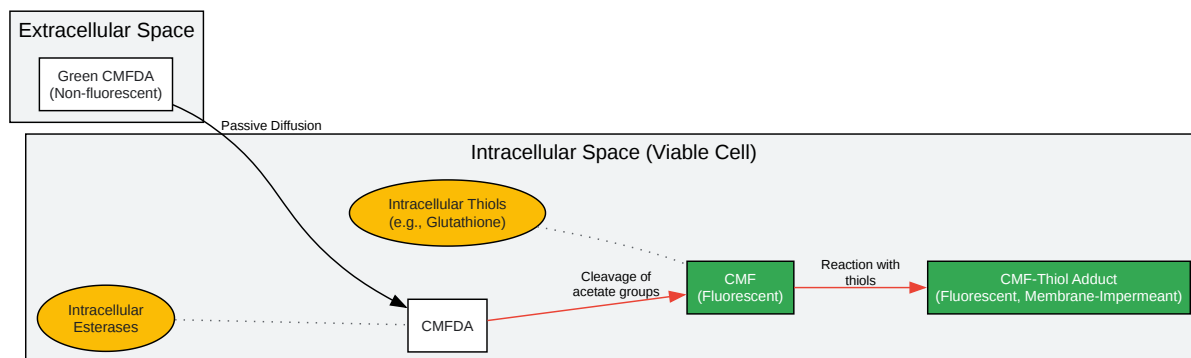 Extracellular Space
Green CMFDA
(Non-fluorescent)
Passive Diffusion
Intracellular Space (Viable Cell)
Intracellular Thiols
(e.g., Glutathione)
Intracellular
Esterases
CMFDA
Cleavage of
acetate groups
CMF
(Fluorescent)
Reaction with
thiols
CMF-Thiol Adduct
(Fluorescent, Membrane-Impermeant)